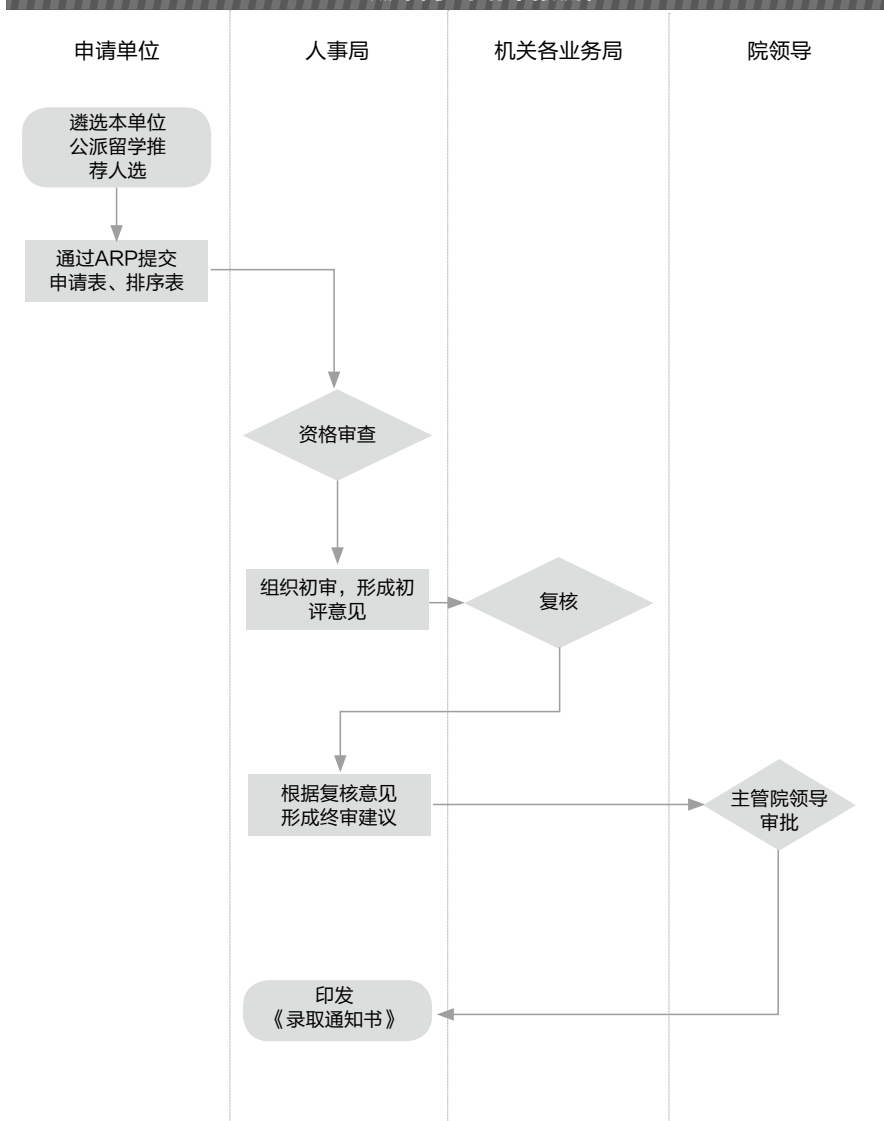 申请单位
人事局
机关各业务局
院领导
遴选本单位
公派留学推
荐人选
通过ARP提交
申请表、排序表
资格审查
组织初审，形成初
评意见
复核
根据复核意见
形成终审建议
主管院领导
审批
印发
《录取通知书》